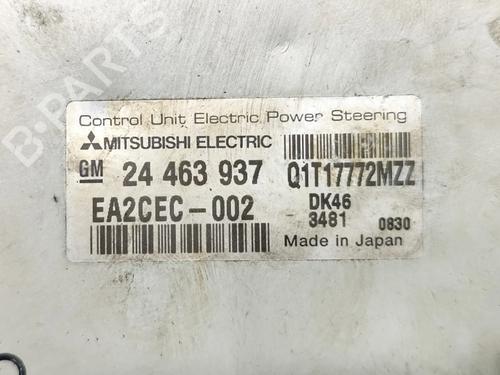 Control Unit Electric Power Steering
MITSUBISHI ELECTRIC
GM 24 463 937 Q1T17772MZZ
EA2CEC-002 DK46
3481 0830
Made in Japan
B-PARTS